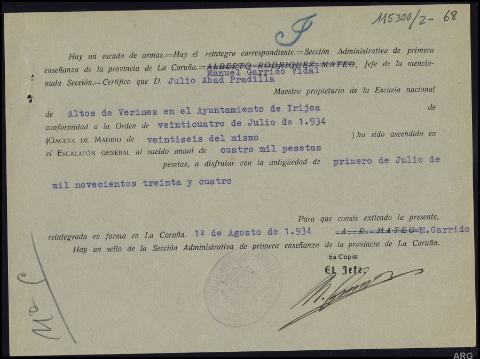 115300/2-68
Hay un escudo de armas.=Hay el reintegro correspondiente.=Sección Administrativa de primera
enseñanza de la provincia de La Coruña.=ALBERTO RODRIGUEZ MATEO, Jefe de la mencio-
Manuel Garrido Vidal
nada Sección.=Certifico que D. Julio Abad Pradilla
Maestro propietario de la Escuela nacional
de Altos de Verines en el Ayuntamiento de Irijoa de
conformidad a la Orden de veinticuatro de Julio de 1.934
(GACETA DE MADRID de veintiseis del mismo ) ha sido ascendido en
el ESCALAFÓN GENERAL al sueldo anual de cuatro mil pesetas
pesetas, a disfrutar con la antigüedad de primero de Julio de
mil novecientos treinta y cuatro
Para que conste extiendo la presente,
reintegrada en forma en La Coruña. 1º de Agosto de 1.934 A. R. MATEO M.Garrido
Hay un sello de la Sección Administrativa de primera enseñanza de la provincia de La Coruña.
Es Copia:
El Jefe,
ARG